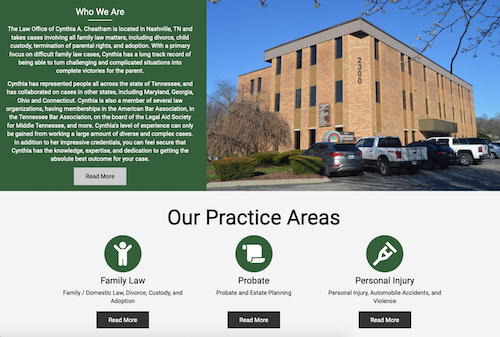 Who We Are
The Law Office of Cynthia A. Cheatham is located in Nashville, TN and
takes cases involving all family law matters, including divorce, child
custody, termination of parental rights, and adoption. With a primary
focus on difficult family law cases, Cynthia has a long track record of
being able to turn challenging and complicated situations into
complete victories for the parent.
Cynthia has represented people all across the state of Tennessee, and
has collaborated on cases in other states, including Maryland, Georgia,
Ohio and Connecticut. Cynthia is also a member of several law
organizations, having memberships in the American Bar Association, in
the Tennessee Bar Association, on the board of the Legal Aid Society
for Middle Tennessee, and more. Cynthia's level of experience can only
be gained from working a large amount of diverse and complex cases.
In addition to her impressive credentials, you can feel secure that
Cynthia has the knowledge, expertise, and dedication to getting the
absolute best outcome for your case.
Read More
2300
Our Practice Areas
Family Law
Probate
Personal Injury
Family / Domestic Law, Divorce, Custody, and
Adoption
Probate and Estate Planning
Personal Injury, Automobile Accidents, and
Violence
Read More
Read More
Read More